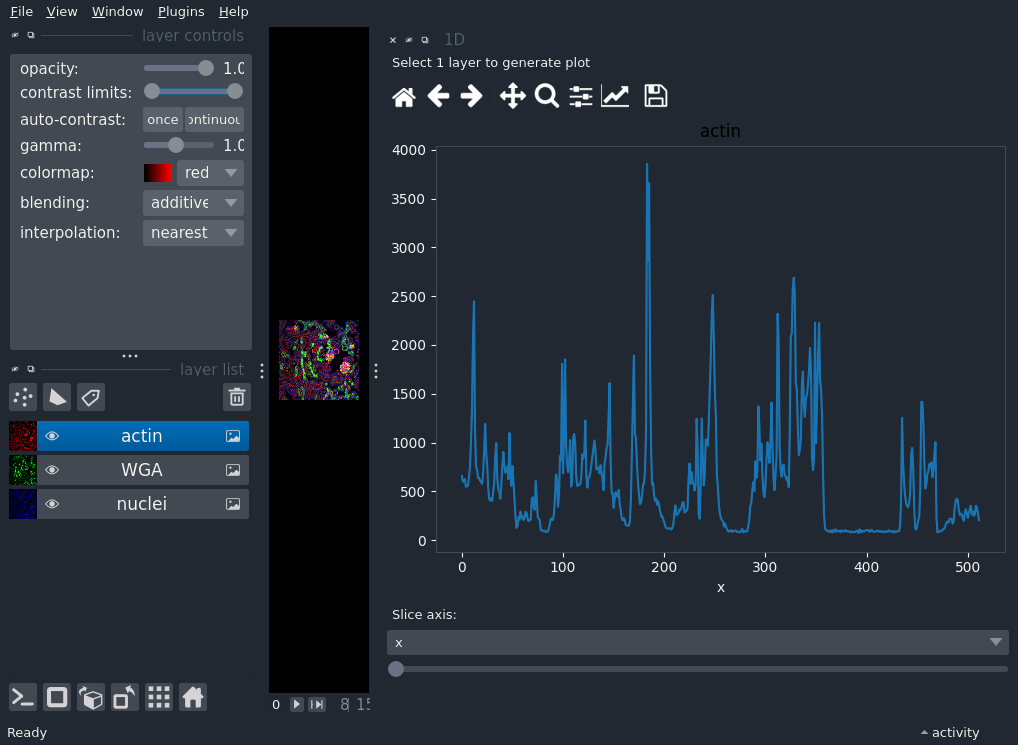 File View Window Plugins Help
layer controls
opacity: 1.0
contrast limits:
auto-contrast: once ontinuou
gamma: 1.0
colormap: red
blending: additive
interpolation: nearest
layer list
actin
WGA
nuclei
0 8 15
Ready
1D
Select 1 layer to generate plot
actin
4000
3500
3000
2500
2000
1500
1000
500
0
0 100 200 300 400 500
x
Slice axis:
x
activity